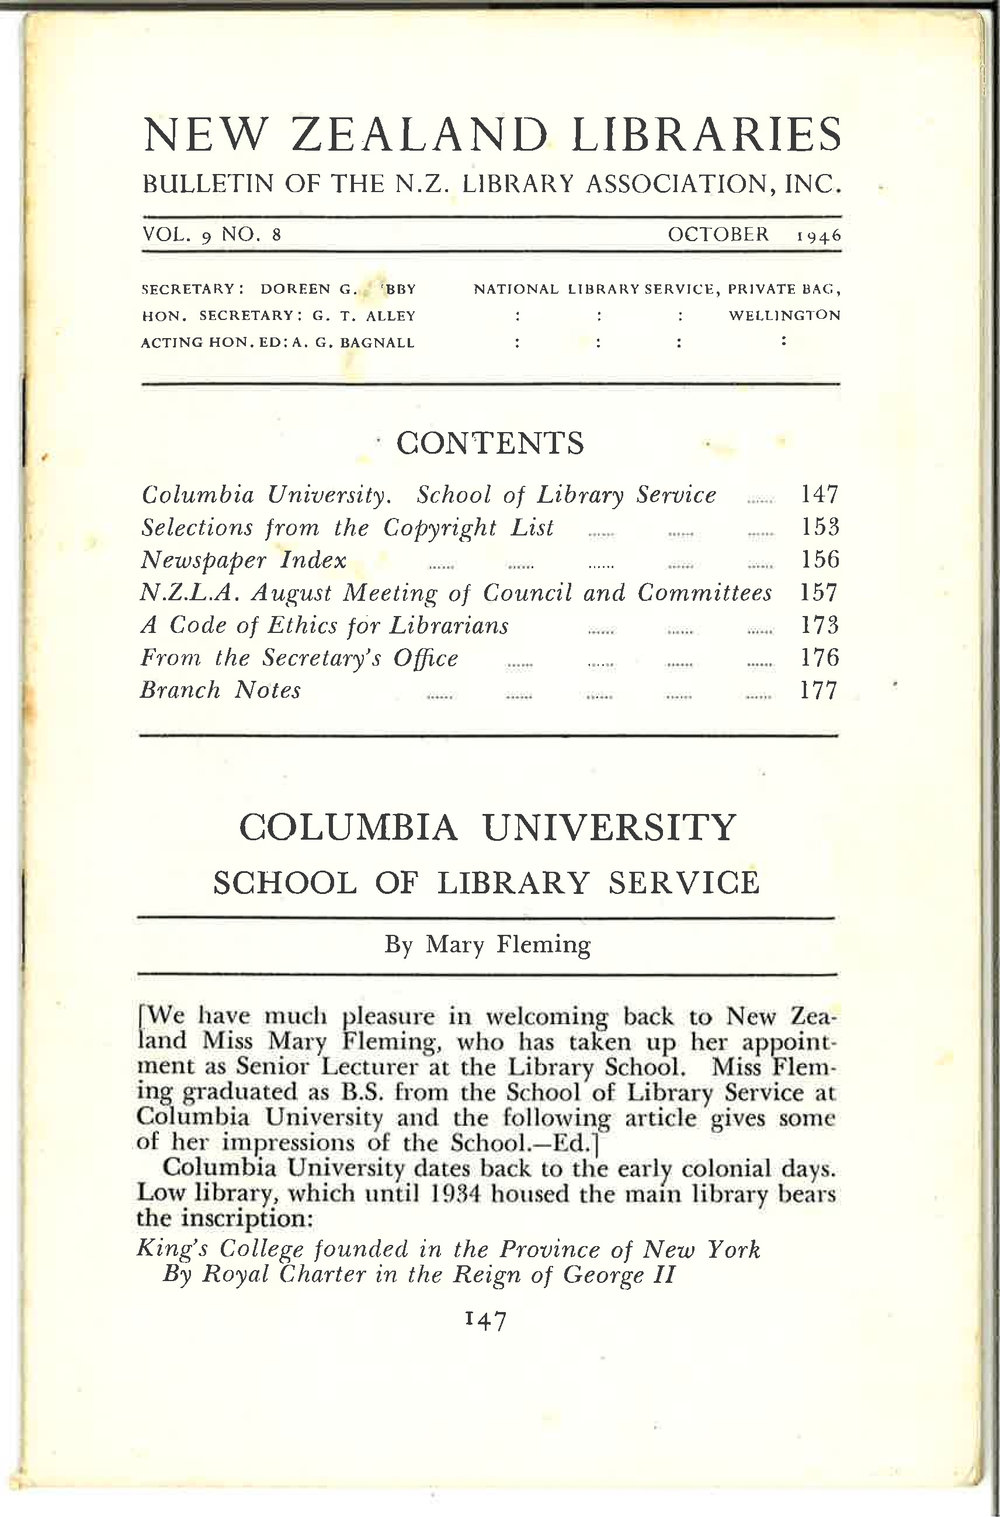 NEW ZEALAND LIBRARIES
BULLETIN OF THE N.Z. LIBRARY ASSOCIATION, INC.
VOL. 9 NO. 8 OCTOBER 1946
SECRETARY: DOREEN G. NATIONAL LIBRARY SERVICE, PRIVATE BAG,
HON. SECRETARY: G. T. ALLEY : : : WELLINGTON
ACTING HON. ED: A. G. BAGNALL : : : :
CONTENTS
Columbia University. School of Library Service ...... 147
Selections from the Copyright List ...... ...... ...... 153
Newspaper Index ...... ...... ...... ...... ...... 156
N.Z.L.A. August Meeting of Council and Committees 157
A Code of Ethics for Librarians ...... ...... ...... 173
From the Secretary's Office ...... ...... ...... ...... 176
Branch Notes ...... ...... ...... ...... ...... 177
COLUMBIA UNIVERSITY
SCHOOL OF LIBRARY SERVICE
By Mary Fleming
[We have much pleasure in welcoming back to New Zea-
land Miss Mary Fleming, who has taken up her appoint-
ment as Senior Lecturer at the Library School. Miss Flem-
ing graduated as B.S. from the School of Library Service at
Columbia University and the following article gives some
of her impressions of the School.—Ed.]
Columbia University dates back to the early colonial days.
Low library, which until 1934 housed the main library bears
the inscription:
King's College founded in the Province of New York
By Royal Charter in the Reign of George II
147